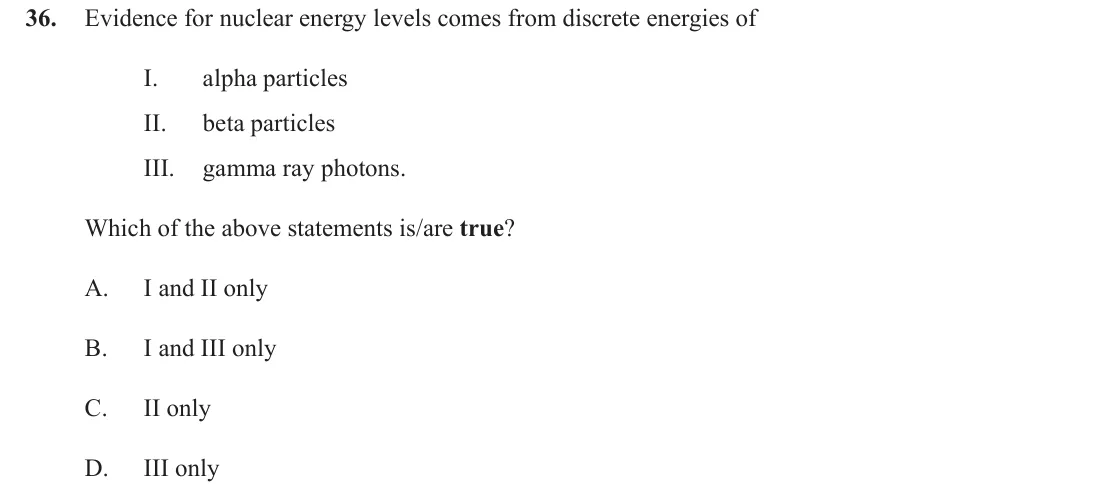 36. Evidence for nuclear energy levels comes from discrete energies of
I. alpha particles
II. beta particles
III. gamma ray photons.
Which of the above statements is/are true?
A. I and II only
B. I and III only
C. II only
D. III only